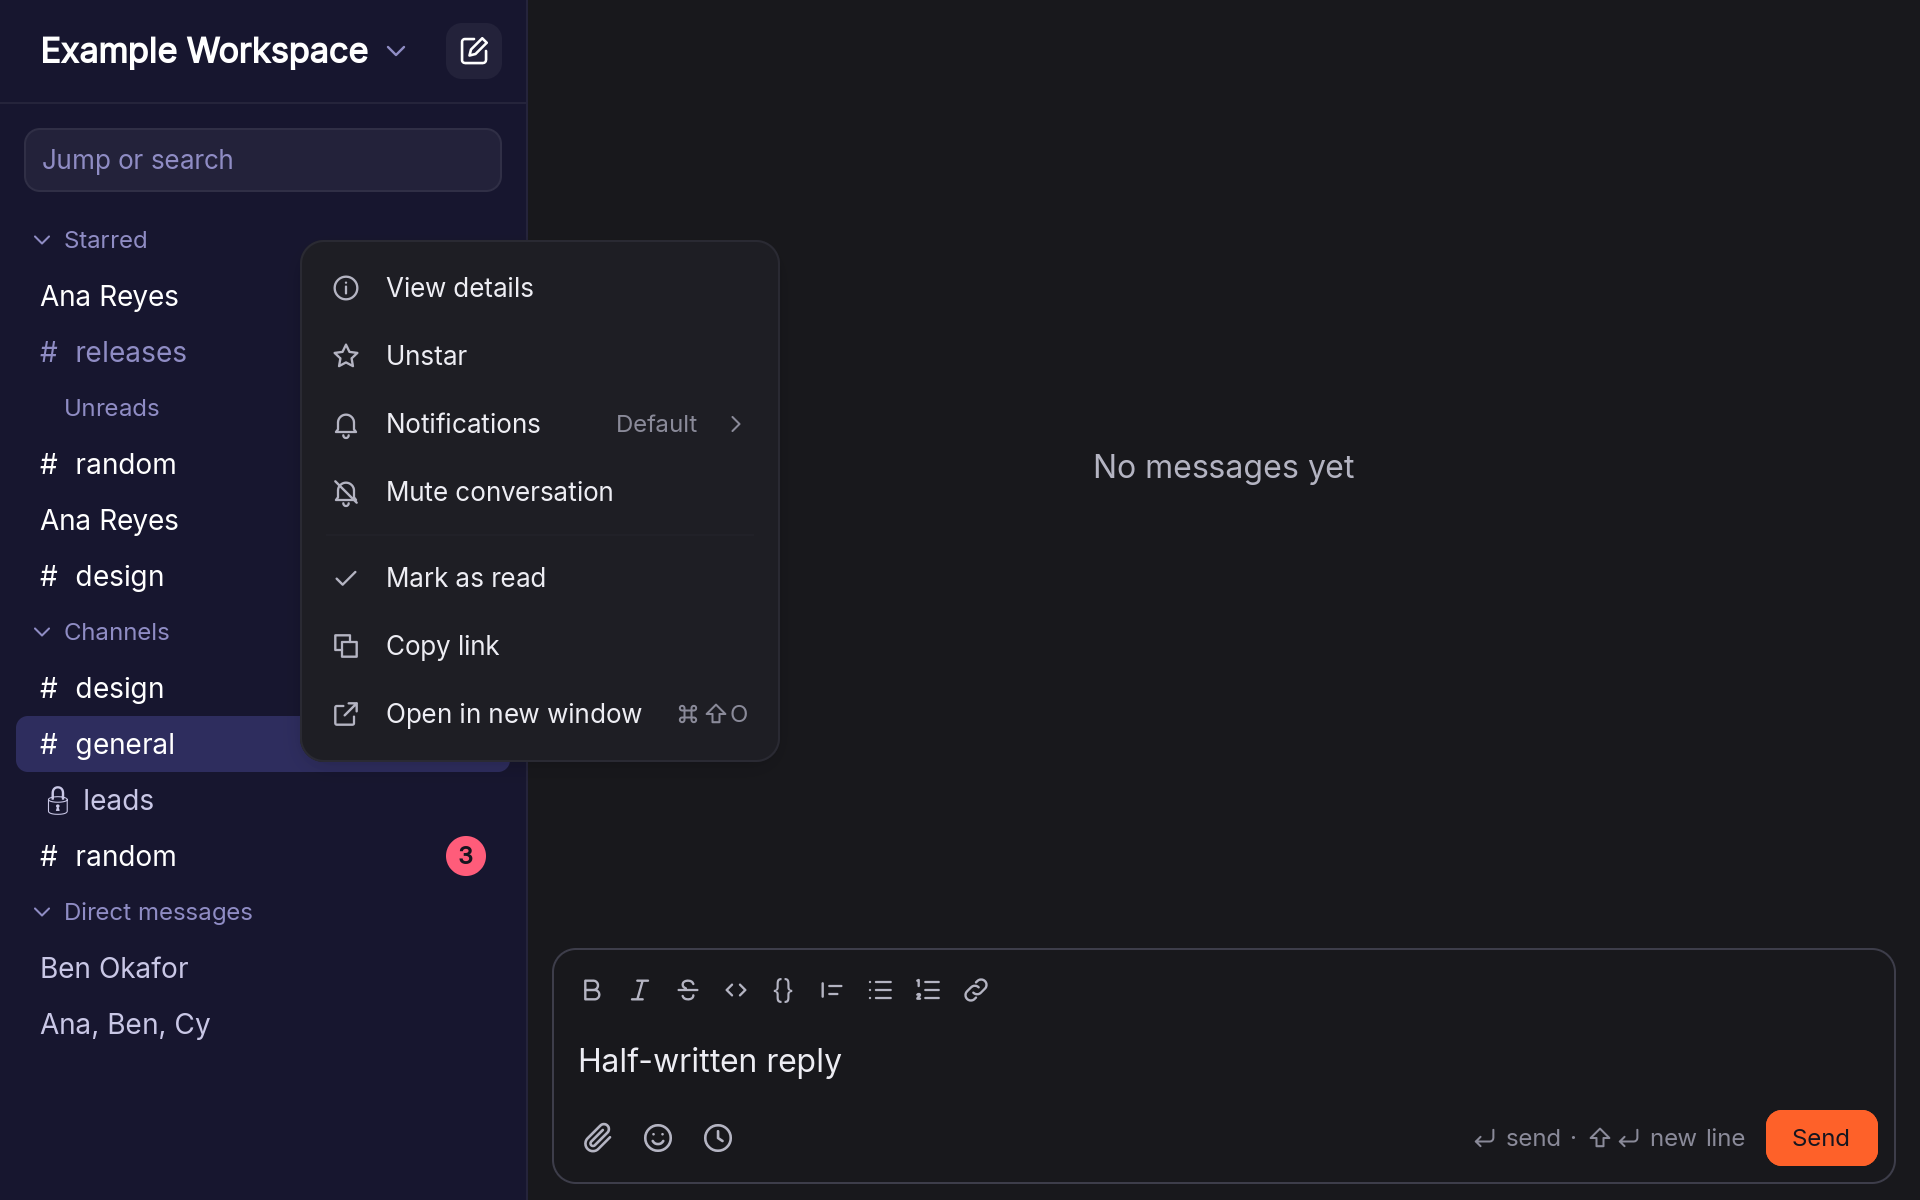 Example Workspace
Jump or search
Starred
Ana Reyes
# releases
Unreads
# random
Ana Reyes
# design
Channels
# design
# general
leads
# random 3
Direct messages
Ben Okafor
Ana, Ben, Cy
View details
Unstar
Notifications Default
Mute conversation
Mark as read
Copy link
Open in new window ⌘⇧O
No messages yet
Half-written reply
↵ send · ⇧↵ new line Send